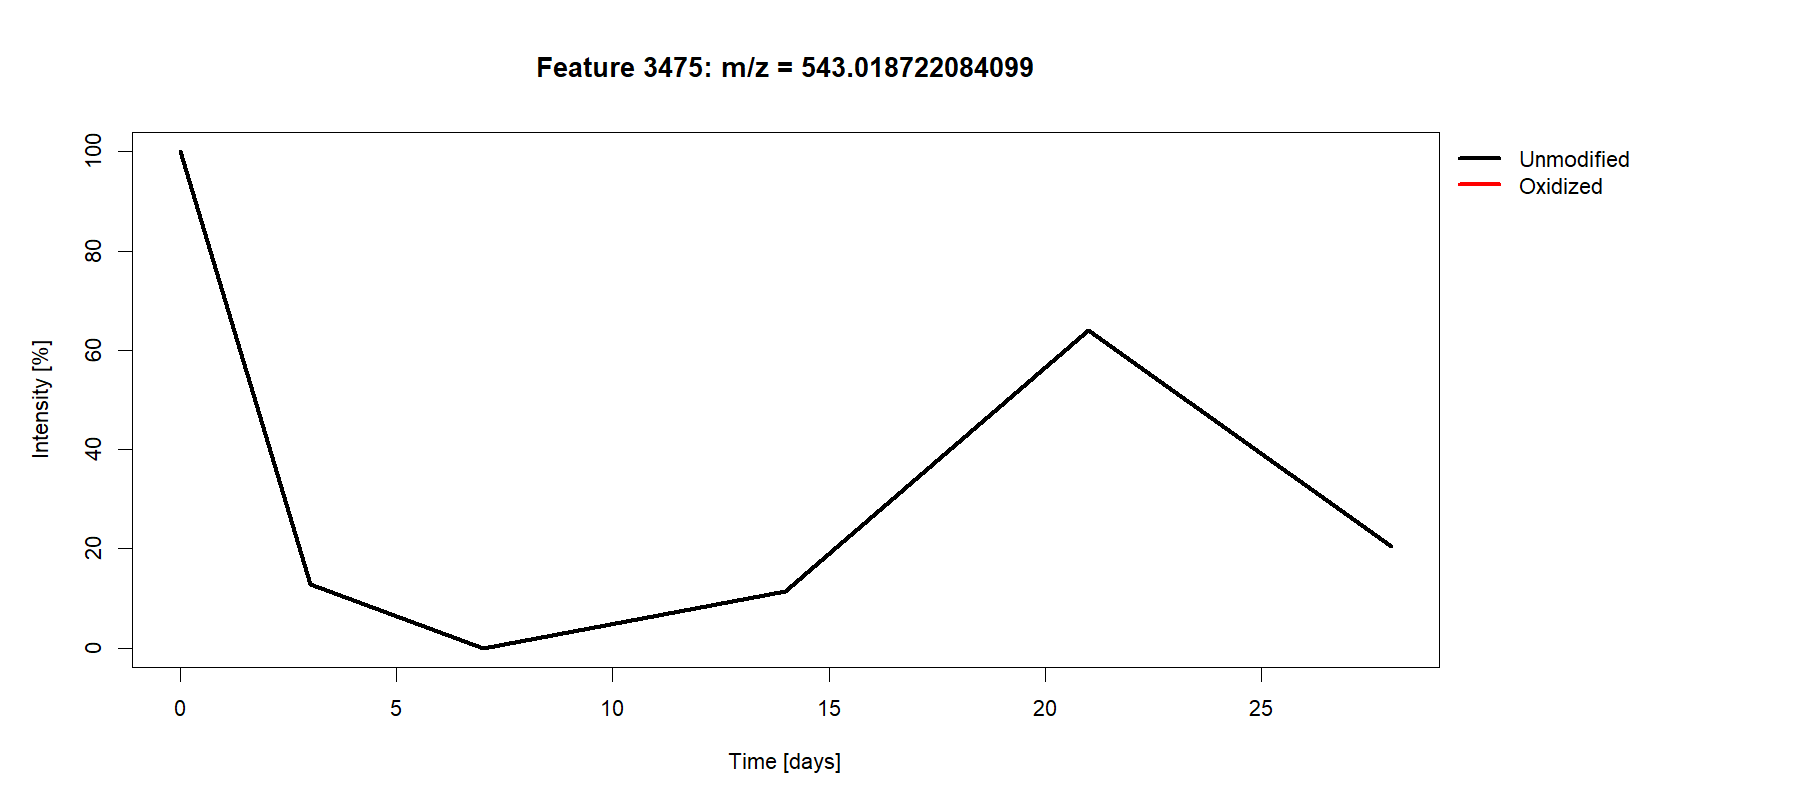 Feature 3475: m/z = 543.018722084099
Unmodified
Oxidized
Intensity [%]
100
80
60
40
20
0
0 5 10 15 20 25
Time [days]